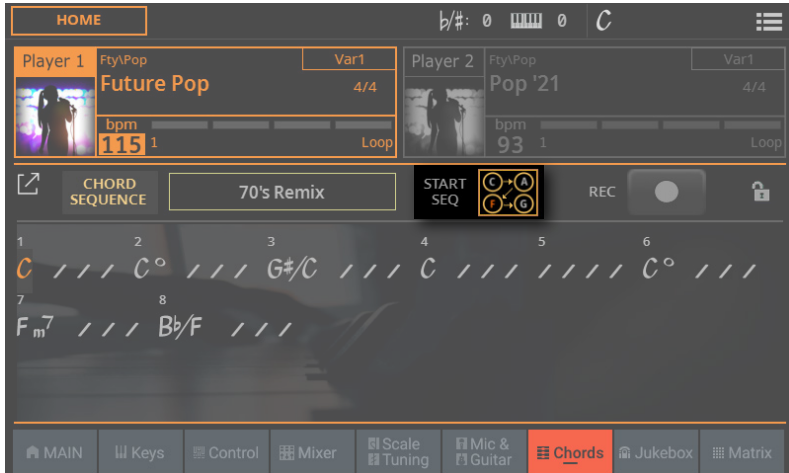 HOME ♭/♯: 0 0 C
Player 1 Fty\Pop Var1 Player 2 Fty\Pop Var1
Future Pop 4/4 Pop '21 4/4
bpm bpm
115 1 Loop 93 1 Loop
CHORD SEQUENCE 70's Remix START SEQ C A F G REC
1 2 3 4 5 6
C / / / C° / / / G♯/C / / / C / / / / / / / C° / / /
7 8
Fm7 / / / B♭/F / / /
MAIN Keys Control Mixer Scale Tuning Mic & Guitar Chords Jukebox Matrix